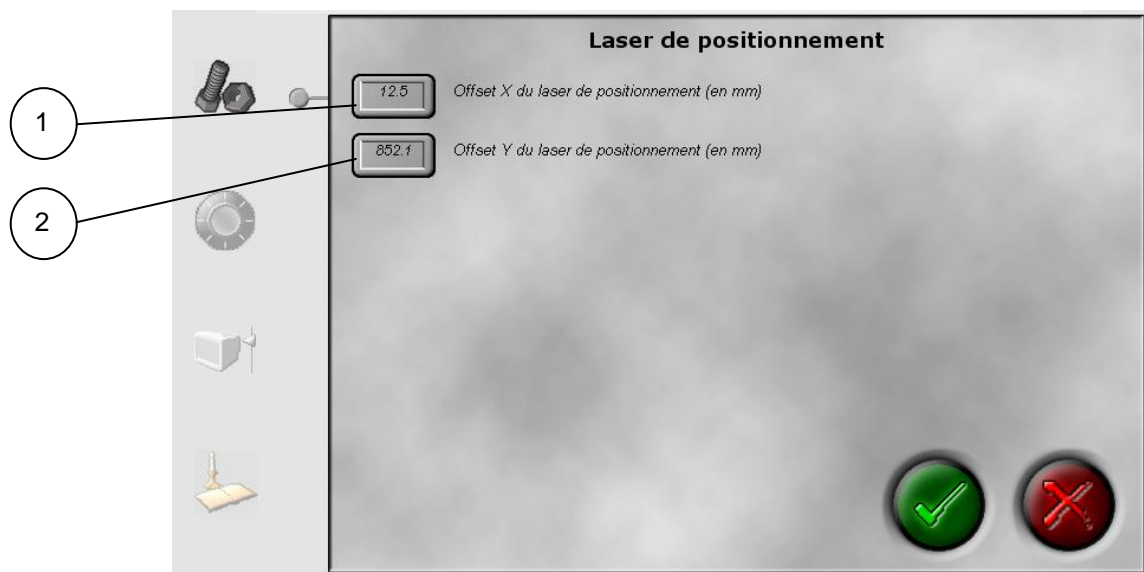 Laser de positionnement
1
12.5 Offset X du laser de positionnement (en mm)
2
852.1 Offset Y du laser de positionnement (en mm)